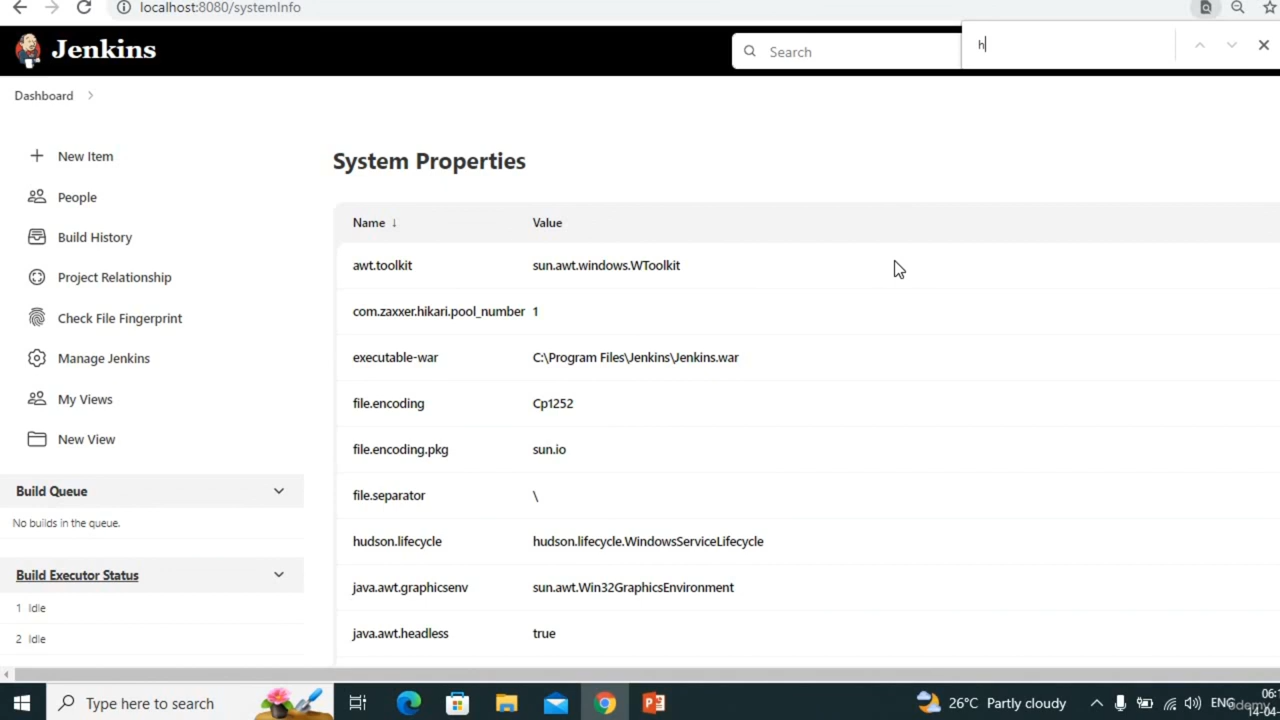 localhost:8080/systemInfo
Jenkins
Search
h
Dashboard
New Item
People
Build History
Project Relationship
Check File Fingerprint
Manage Jenkins
My Views
New View
Build Queue
No builds in the queue.
Build Executor Status
1 Idle
2 Idle
System Properties
Name ↓ Value
awt.toolkit sun.awt.windows.WToolkit
com.zaxxer.hikari.pool_number 1
executable-war C:\Program Files\Jenkins\Jenkins.war
file.encoding Cp1252
file.encoding.pkg sun.io
file.separator \
hudson.lifecycle hudson.lifecycle.WindowsServiceLifecycle
java.awt.graphicsenv sun.awt.Win32GraphicsEnvironment
java.awt.headless true
Type here to search
26°C Partly cloudy
ENG
06:
14-04-
Udemy